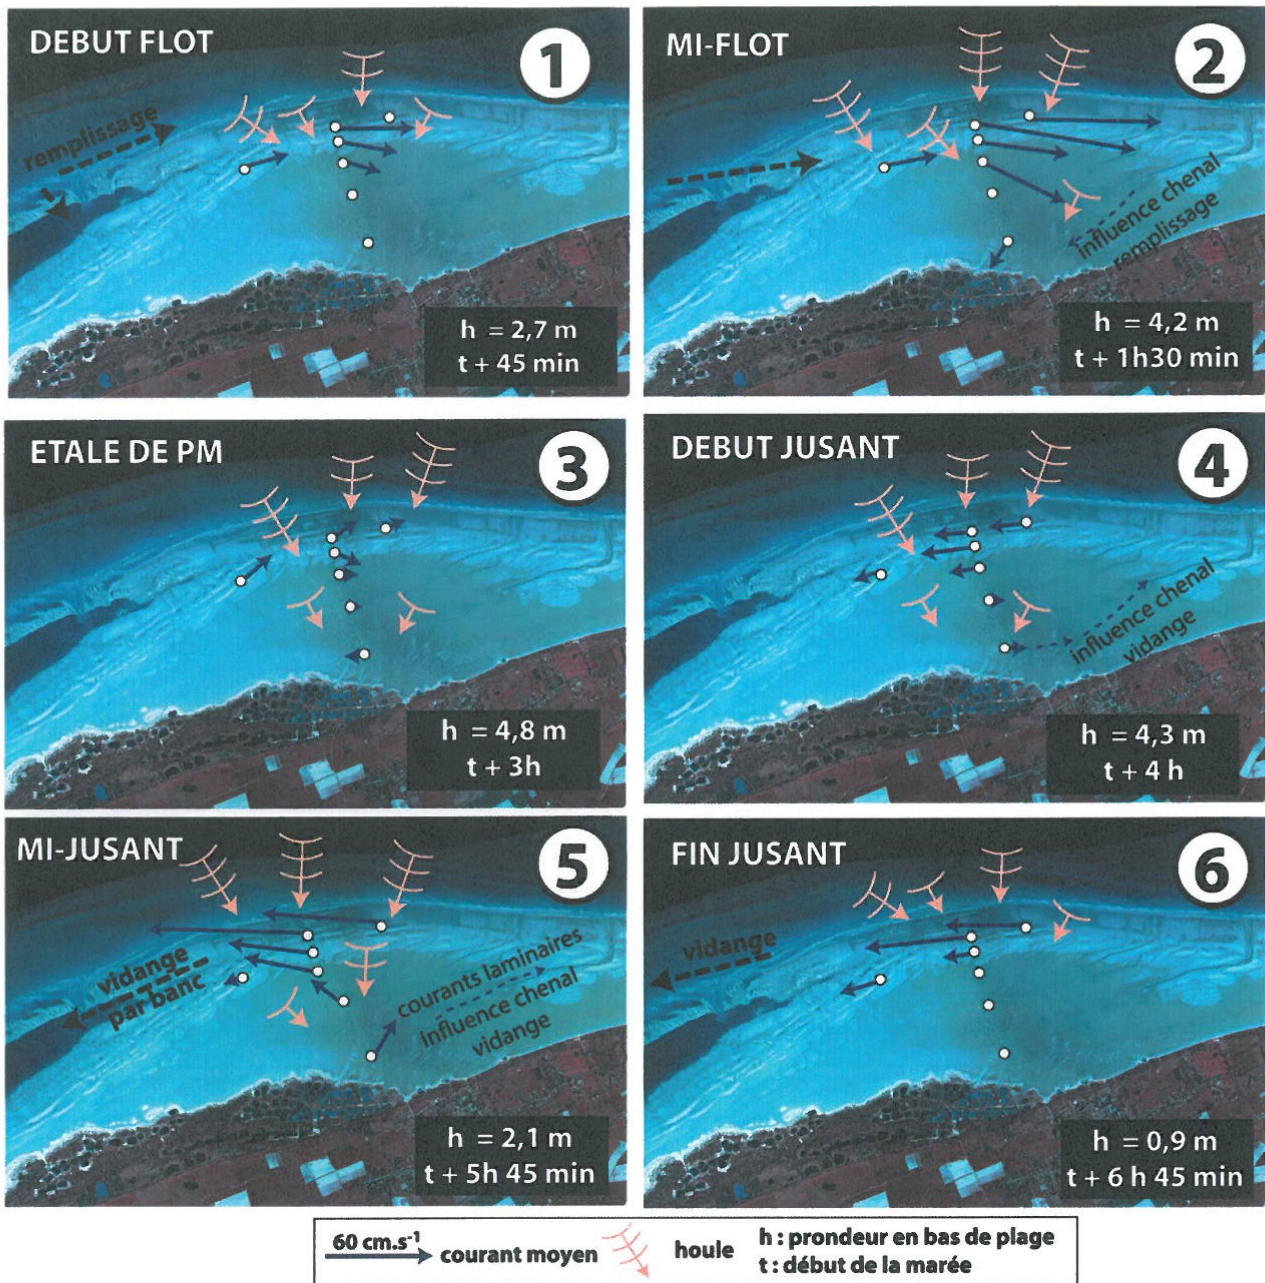 DEBUT FLOT
1
remplissage
h = 2,7 m
t + 45 min
MI-FLOT
2
influence chenal
remplissage
h = 4,2 m
t + 1h30 min
ETALE DE PM
3
h = 4,8 m
t + 3h
DEBUT JUSANT
4
influence chenal
vidange
h = 4,3 m
t + 4 h
MI-JUSANT
5
vidange
par banc
courants laminaires
influence chenal
vidange
h = 2,1 m
t + 5h 45 min
FIN JUSANT
6
vidange
h = 0,9 m
t + 6 h 45 min
60 cm.s-1
courant moyen
houle
h : prondeur en bas de plage
t : début de la marée